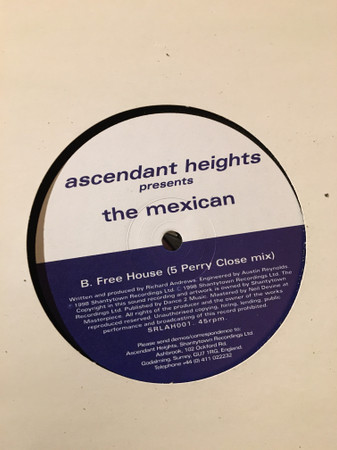 ascendant heights
presents
the mexican
B. Free House (5 Perry Close mix)
Written and produced by Richard Andrews. Engineered by Austin Reynolds.
℗ 1998 Shantytown Recordings Ltd. © 1998 Shantytown Recordings Ltd. The
Copyright in this sound recording and artwork is owned by Shantytown
Recordings Ltd. Published by Dance 2 Music. Mastered by Neil Devine at
Masterpiece. All rights of the producer and the owner of the works
reproduced reserved. Unauthorised copying, hiring, lending, public
performance and broadcasting of this record prohibited.
SRLAH001. 45rpm.
Please send demos/correspondence to:
Ascendant Heights, Shantytown Recordings Ltd
Ashbrook, 102 Ockford Rd,
Godalming, Surrey, GU7 1RG, England.
Telephone +44 (0) 411 022232